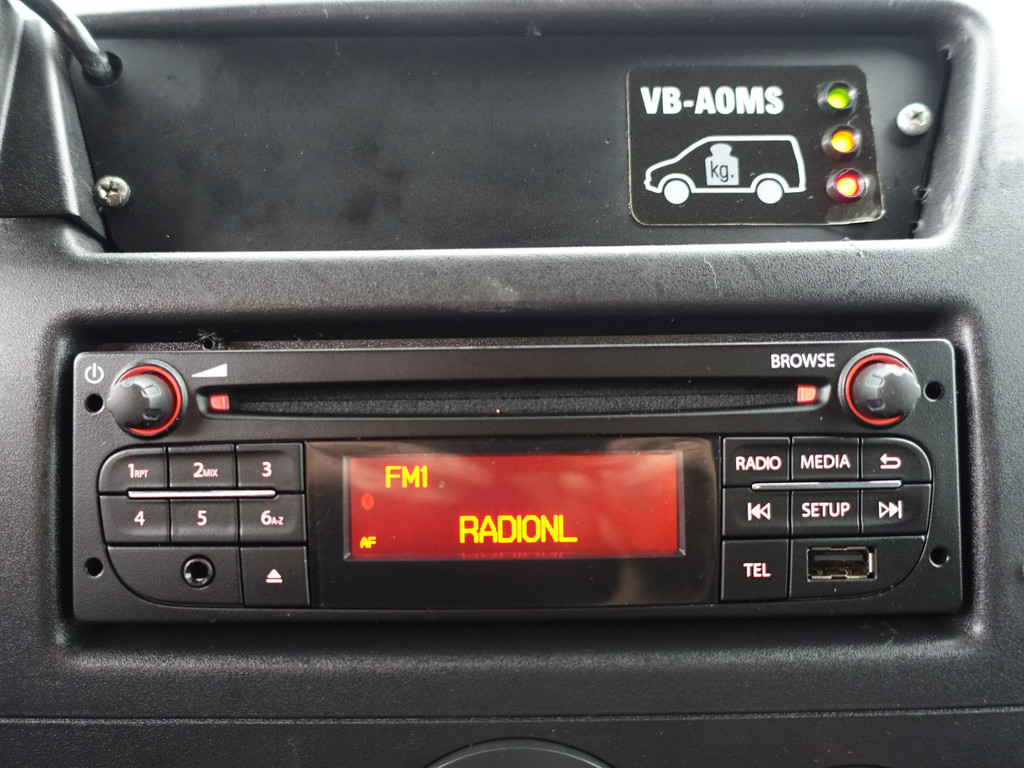 VB-AOMS
kg.
BROWSE
1RPT 2MIX 3
4 5 6A-Z
FM1
RADIONL
AF
RADIO MEDIA
SETUP
TEL